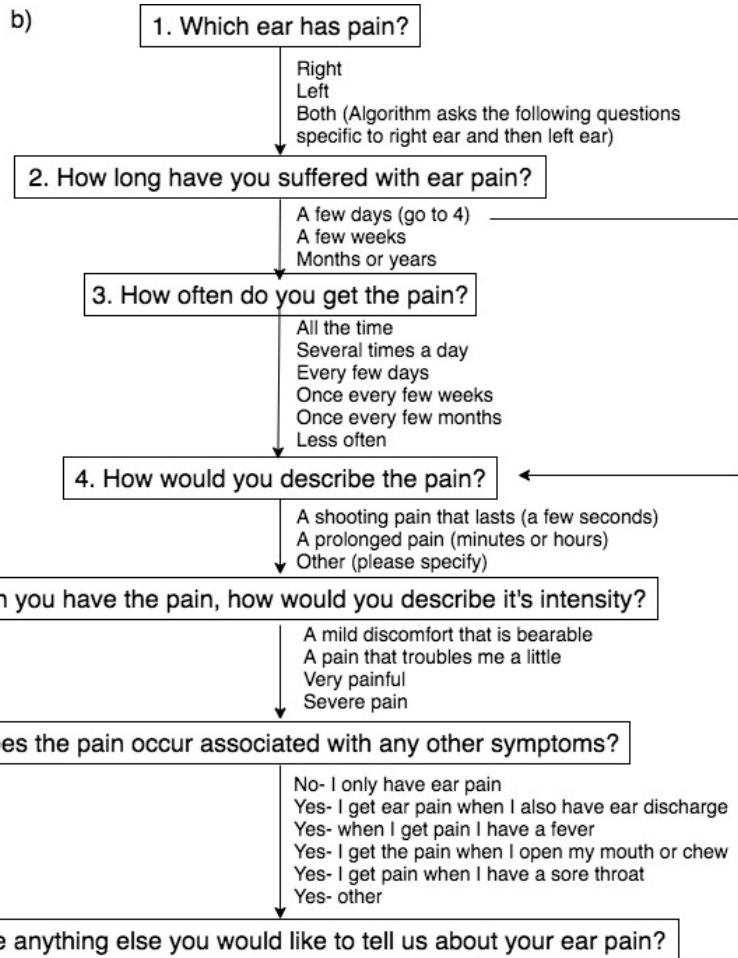 b)
1. Which ear has pain?
Right
Left
Both (Algorithm asks the following questions
specific to right ear and then left ear)
2. How long have you suffered with ear pain?
A few days (go to 4)
A few weeks
Months or years
3. How often do you get the pain?
All the time
Several times a day
Every few days
Once every few weeks
Once every few months
Less often
4. How would you describe the pain?
A shooting pain that lasts (a few seconds)
A prolonged pain (minutes or hours)
Other (please specify)
you have the pain, how would you describe it's intensity?
A mild discomfort that is bearable
A pain that troubles me a little
Very painful
Severe pain
the pain occur associated with any other symptoms?
No- I only have ear pain
Yes- I get ear pain when I also have ear discharge
Yes- when I get pain I have a fever
Yes- I get the pain when I open my mouth or chew
Yes- I get pain when I have a sore throat
Yes- other
anything else you would like to tell us about your ear pain?